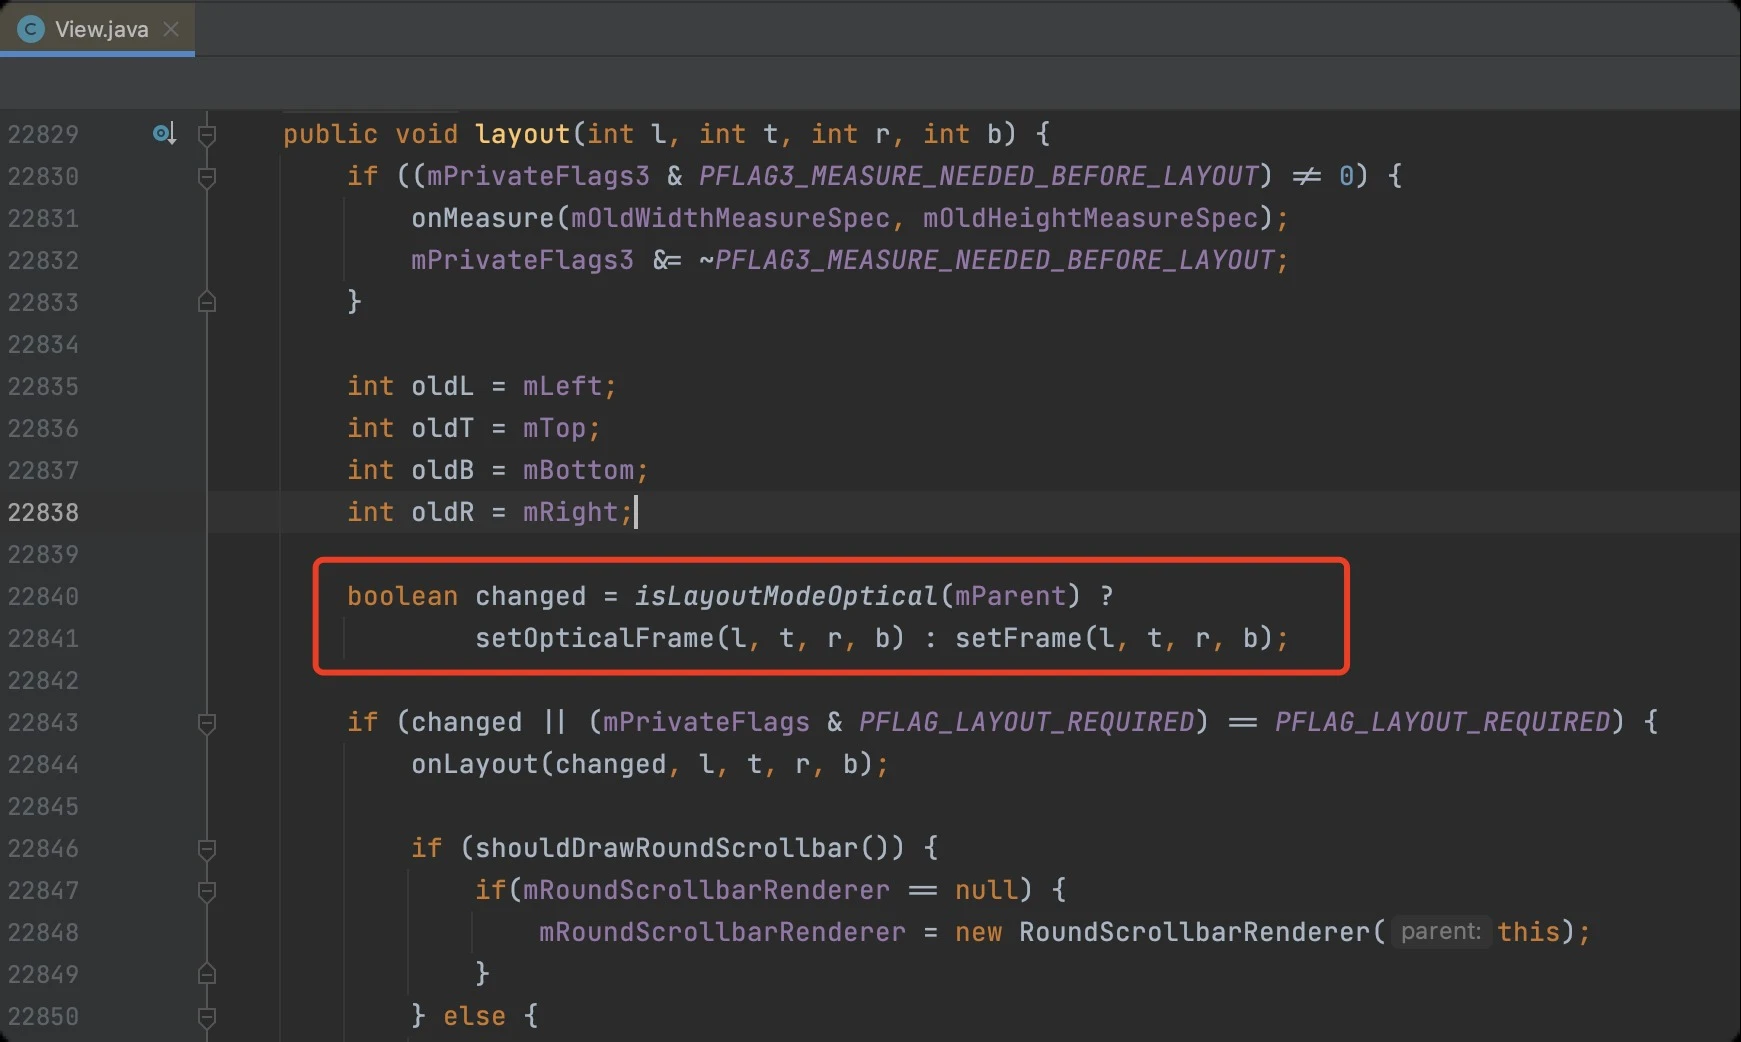 View.java
22829 public void layout(int l, int t, int r, int b) {
22830 if ((mPrivateFlags3 & PFLAG3_MEASURE_NEEDED_BEFORE_LAYOUT) != 0) {
22831 onMeasure(mOldWidthMeasureSpec, mOldHeightMeasureSpec);
22832 mPrivateFlags3 &= ~PFLAG3_MEASURE_NEEDED_BEFORE_LAYOUT;
22833 }
22834
22835 int oldL = mLeft;
22836 int oldT = mTop;
22837 int oldB = mBottom;
22838 int oldR = mRight;
22839
22840 boolean changed = isLayoutModeOptical(mParent) ?
22841 setOpticalFrame(l, t, r, b) : setFrame(l, t, r, b);
22842
22843 if (changed || (mPrivateFlags & PFLAG_LAYOUT_REQUIRED) == PFLAG_LAYOUT_REQUIRED) {
22844 onLayout(changed, l, t, r, b);
22845
22846 if (shouldDrawRoundScrollbar()) {
22847 if(mRoundScrollbarRenderer == null) {
22848 mRoundScrollbarRenderer = new RoundScrollbarRenderer( parent: this);
22849 }
22850 } else {